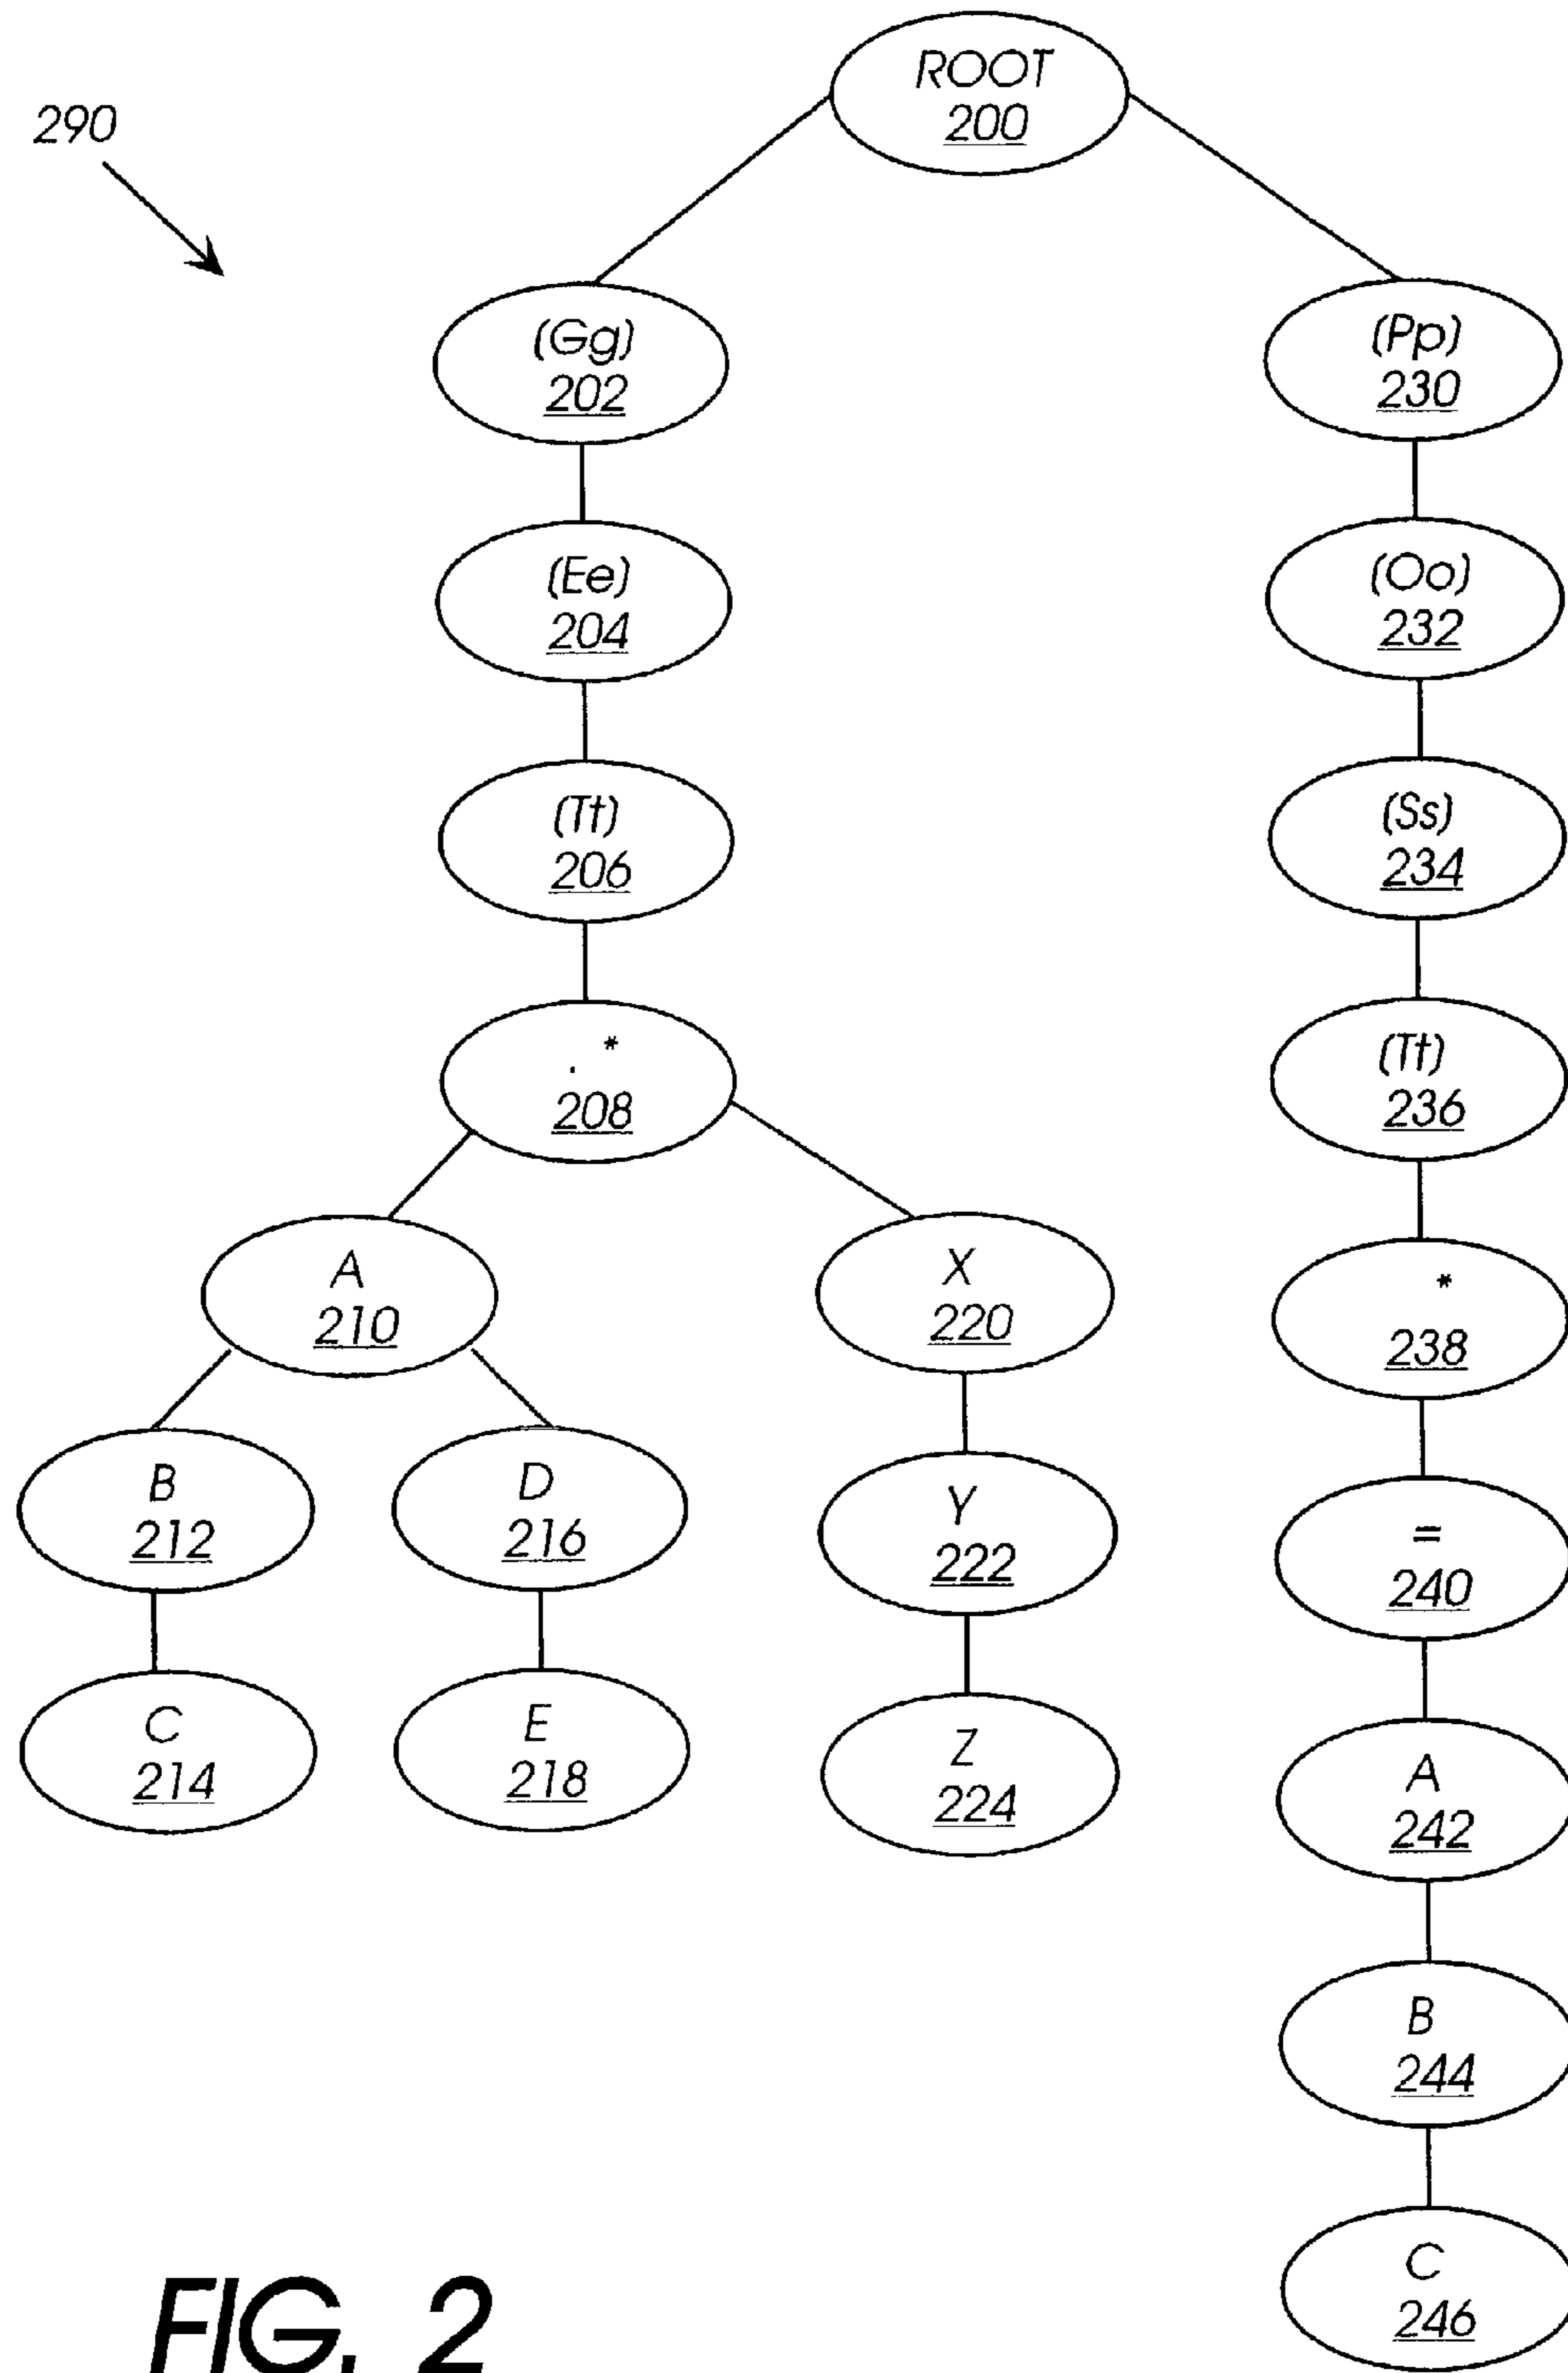 ROOT
200
290
(Gg)
202
(Pp)
230
(Ee)
204
(Oo)
232
(Tt)
206
(Ss)
234
. *
208
(Tt)
236
A
210
X
220
*
238
B
212
D
216
Y
222
=
240
C
214
E
218
Z
224
A
242
B
244
C
246
FIG. 2